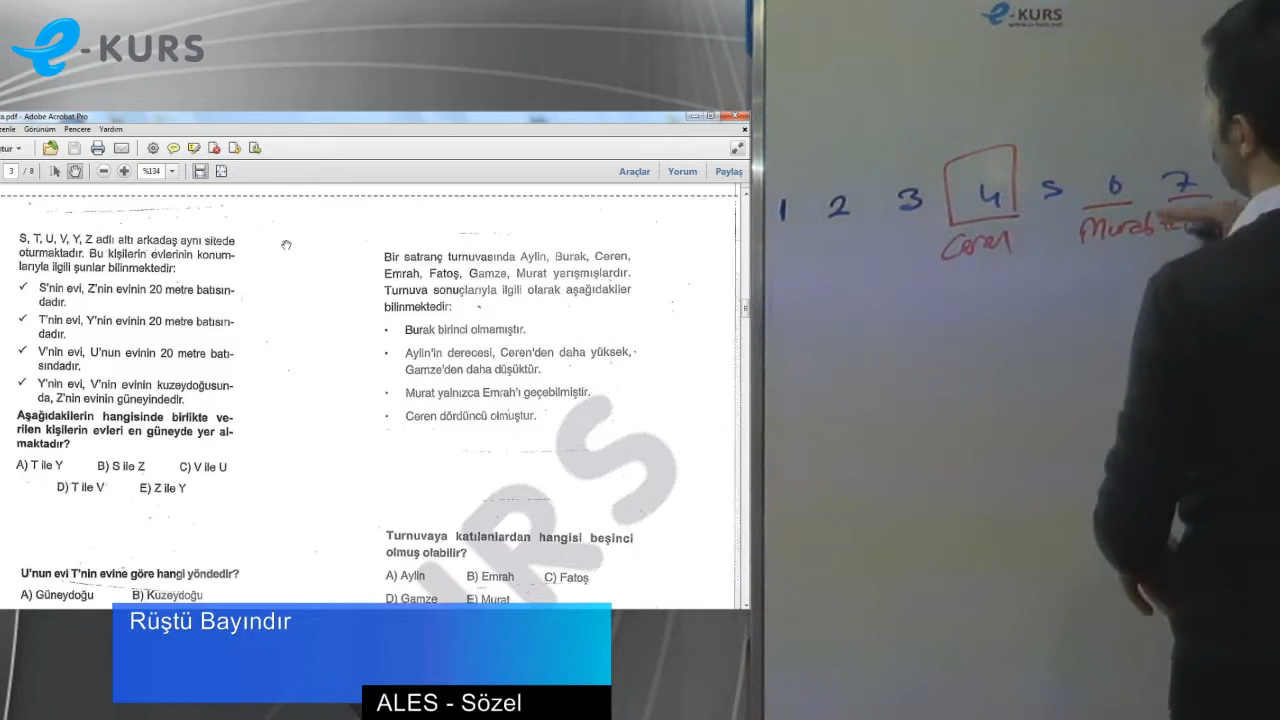 e-KURS
e-KURS
a.pdf - Adobe Acrobat Pro
zenle Görünüm Pencere Yardım
tur
3 / 8
%134
Araçlar Yorum Paylaş
S, T, U, V, Y, Z adlı altı arkadaş aynı sitede
oturmaktadır. Bu kişilerin evlerinin konum-
larıyla ilgili şunlar bilinmektedir:
✓ S'nin evi, Z'nin evinin 20 metre batısın-
dadır.
✓ T'nin evi, Y'nin evinin 20 metre batısın-
dadır.
✓ V'nin evi, U'nun evinin 20 metre batı-
sındadır.
✓ Y'nin evi, V'nin evinin kuzeydoğusun-
da, Z'nin evinin güneyindedir.
Aşağıdakilerin hangisinde birlikte ve-
rilen kişilerin evleri en güneyde yer al-
maktadır?
A) T ile Y B) S ile Z C) V ile U
D) T ile V E) Z ile Y
U'nun evi T'nin evine göre hangi yöndedir?
A) Güneydoğu B) Kuzeydoğu
Bir satranç turnuvasında Aylin, Burak, Ceren,
Emrah, Fatoş, Gamze, Murat yarışmışlardır.
Turnuva sonuçlarıyla ilgili olarak aşağıdakiler
bilinmektedir:
• Burak birinci olmamıştır.
• Aylin'in derecesi, Ceren'den daha yüksek,
Gamze'den daha düşüktür.
• Murat yalnızca Emrah'ı geçebilmiştir.
• Ceren dördüncü olmuştur.
URS
Turnuvaya katılanlardan hangisi beşinci
olmuş olabilir?
A) Aylin B) Emrah C) Fatoş
D) Gamze E) Murat
1 2 3 4 5 6 7
Ceren Murat
Rüştü Bayındır
ALES - Sözel